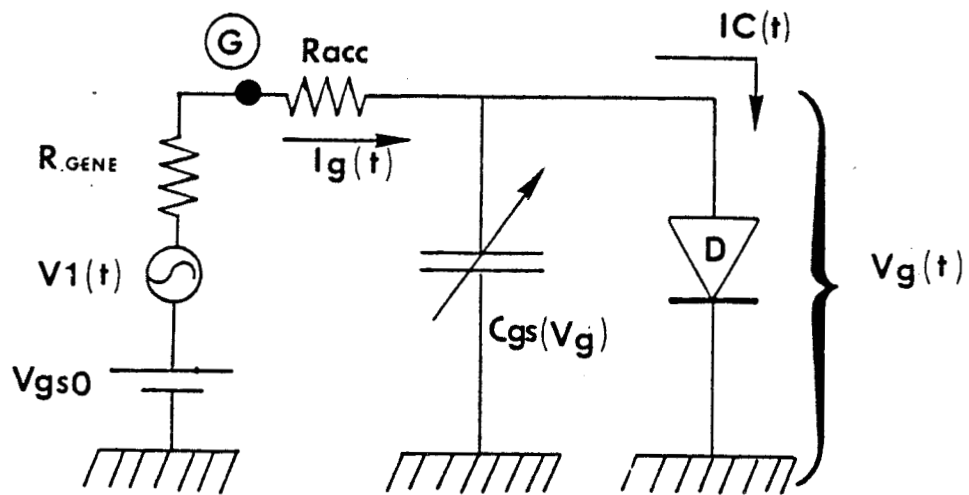 G
Racc
IC(t)
R.GENE
Ig(t)
V1(t)
D
Vg(t)
Cgs(Vg)
Vgs0